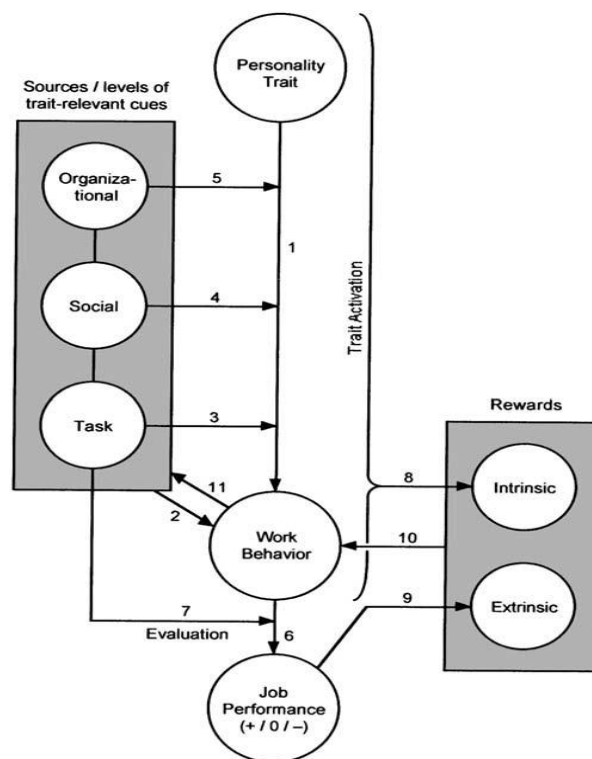 Personality
Trait
Sources / levels of
trait-relevant cues
Organiza-
tional
5
1
Social
4
Trait Activation
Task
3
Rewards
Intrinsic
8
11
2
Work
Behavior
10
Extrinsic
9
7
Evaluation
6
Job
Performance
(+ / 0 / –)